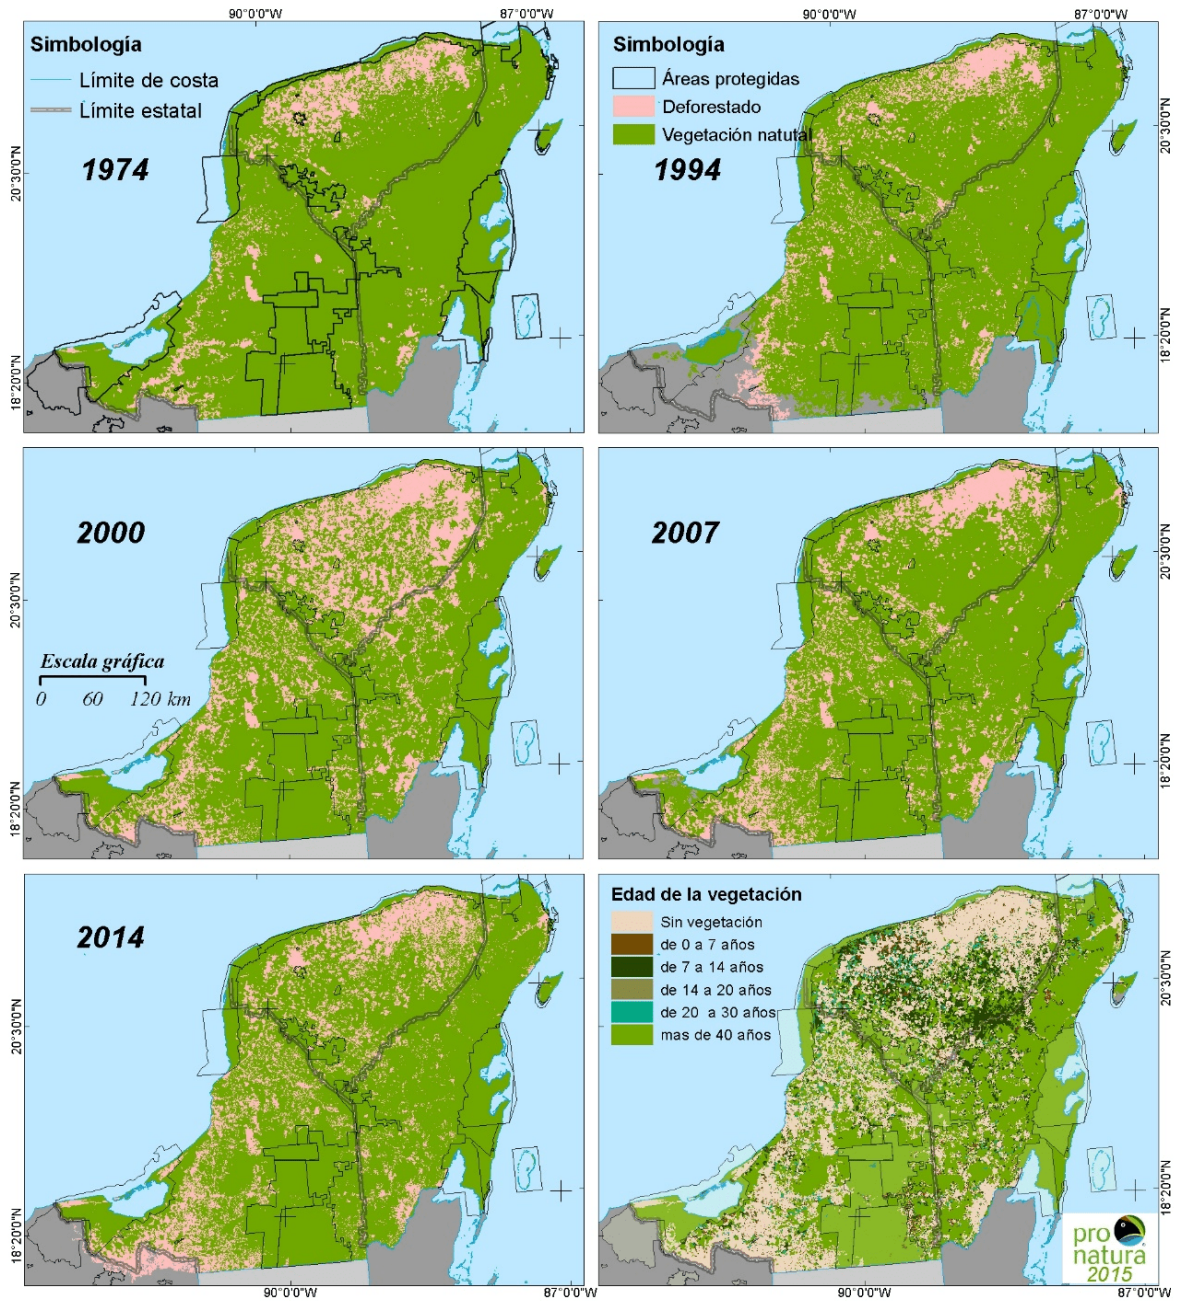 90°0'0"W
87°0'0"W
90°0'0"W
87°0'0"W
Simbología
Límite de costa
Límite estatal
1974
20°30'0"N
18°20'0"N
Simbología
Áreas protegidas
Deforestado
Vegetación natutal
1994
20°30'0"N
18°20'0"N
2000
20°30'0"N
Escala gráfica
0 60 120 km
18°20'0"N
2007
20°30'0"N
18°20'0"N
2014
20°30'0"N
18°20'0"N
90°0'0"W
87°0'0"W
Edad de la vegetación
Sin vegetación
de 0 a 7 años
de 7 a 14 años
de 14 a 20 años
de 20 a 30 años
mas de 40 años
20°30'0"N
18°20'0"N
pro
natura
2015
90°0'0"W
87°0'0"W